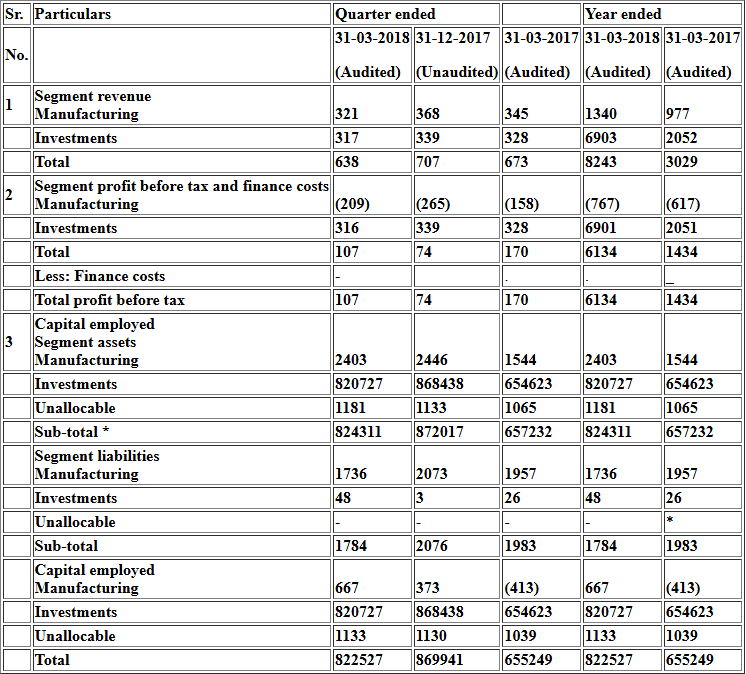 Sr. Particulars Quarter ended Year ended
No. 31-03-2018 31-12-2017 31-03-2017 31-03-2018 31-03-2017
(Audited) (Unaudited) (Audited) (Audited) (Audited)
1 Segment revenue
Manufacturing 321 368 345 1340 977
Investments 317 339 328 6903 2052
Total 638 707 673 8243 3029
2 Segment profit before tax and finance costs
Manufacturing (209) (265) (158) (767) (617)
Investments 316 339 328 6901 2051
Total 107 74 170 6134 1434
Less: Finance costs - . . _
Total profit before tax 107 74 170 6134 1434
3 Capital employed
Segment assets
Manufacturing 2403 2446 1544 2403 1544
Investments 820727 868438 654623 820727 654623
Unallocable 1181 1133 1065 1181 1065
Sub-total * 824311 872017 657232 824311 657232
Segment liabilities
Manufacturing 1736 2073 1957 1736 1957
Investments 48 3 26 48 26
Unallocable - - - - *
Sub-total 1784 2076 1983 1784 1983
Capital employed
Manufacturing 667 373 (413) 667 (413)
Investments 820727 868438 654623 820727 654623
Unallocable 1133 1130 1039 1133 1039
Total 822527 869941 655249 822527 655249